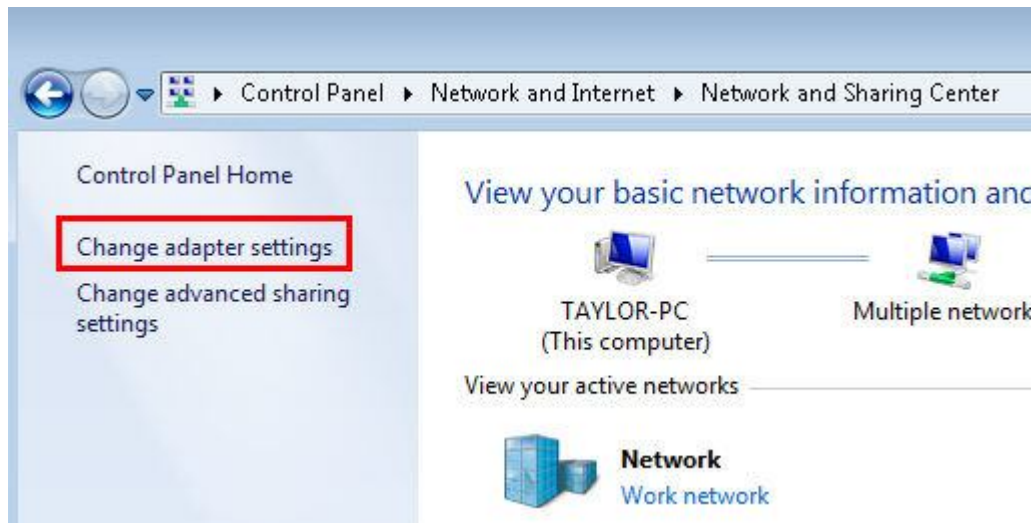 Control Panel ▸ Network and Internet ▸ Network and Sharing Center
Control Panel Home
Change adapter settings
Change advanced sharing
settings
View your basic network information and
TAYLOR-PC
(This computer)
Multiple network
View your active networks
Network
Work network